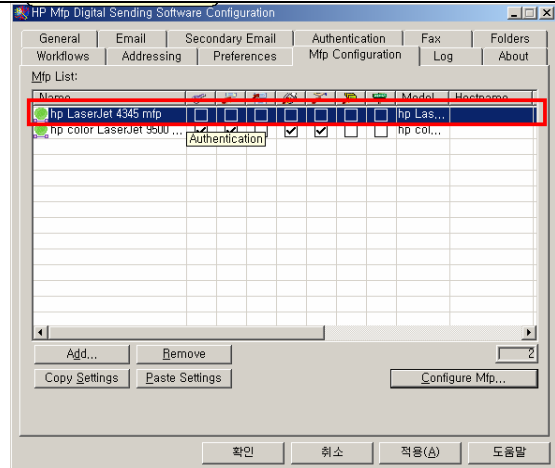 HP Mfp Digital Sending Software Configuration
General Email Secondary Email Authentication Fax Folders
Workflows Addressing Preferences Mfp Configuration Log About
Mfp List:
Name Model Hostname
hp LaserJet 4345 mfp hp Las...
hp color LaserJet 9500 ... hp col...
Authentication
Add... Remove 2
Copy Settings Paste Settings Configure Mfp...
확인 취소 적용(A) 도움말